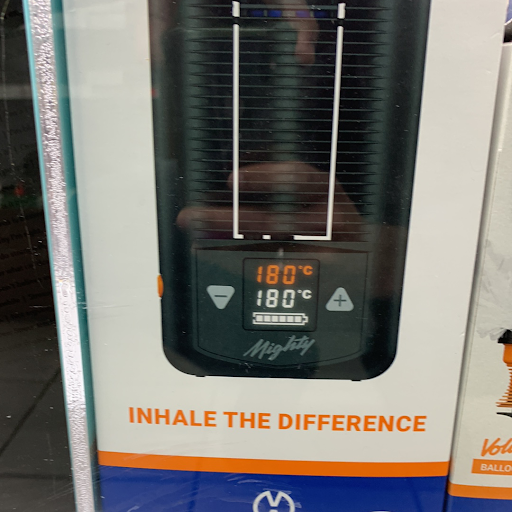 180°C
180°C
Mighty
INHALE THE DIFFERENCE